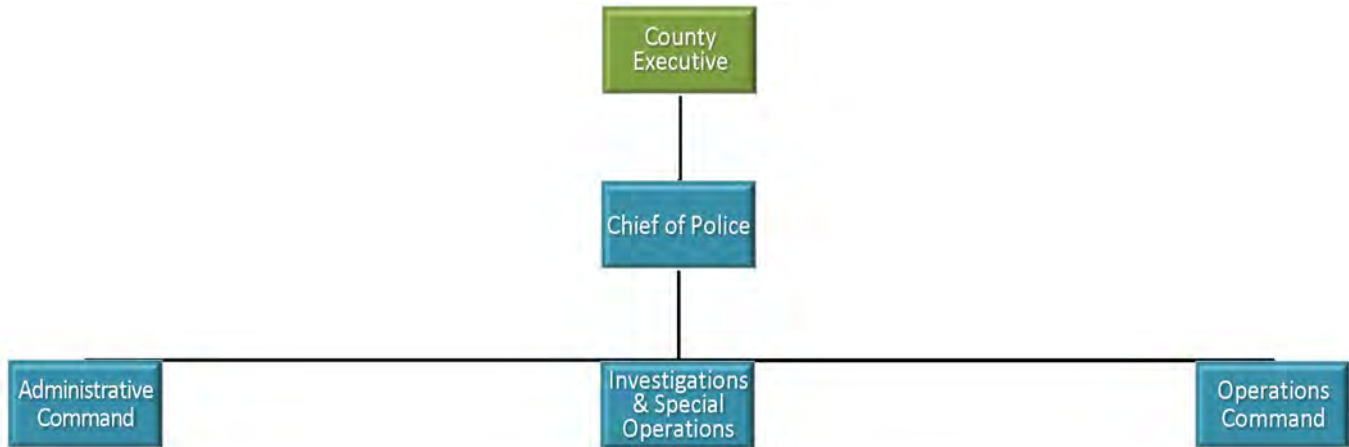 County
Executive
Chief of Police
Administrative
Command
Investigations
& Special
Operations
Operations
Command